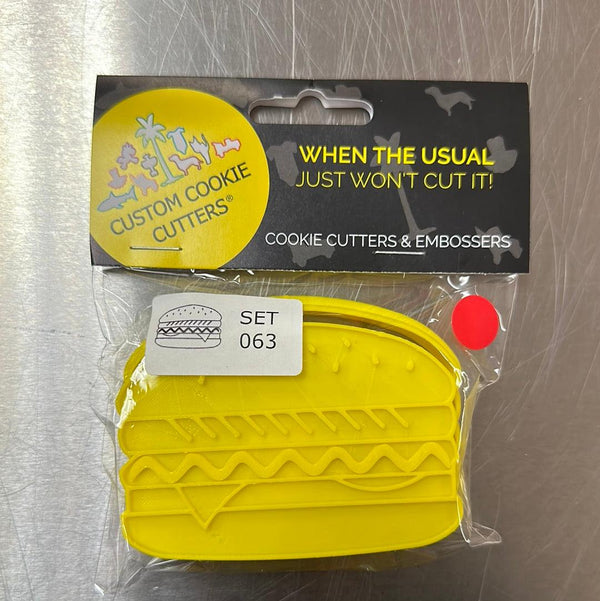 CUSTOM COOKIE
CUTTERS®
WHEN THE USUAL
JUST WON'T CUT IT!
COOKIE CUTTERS & EMBOSSERS
SET
063